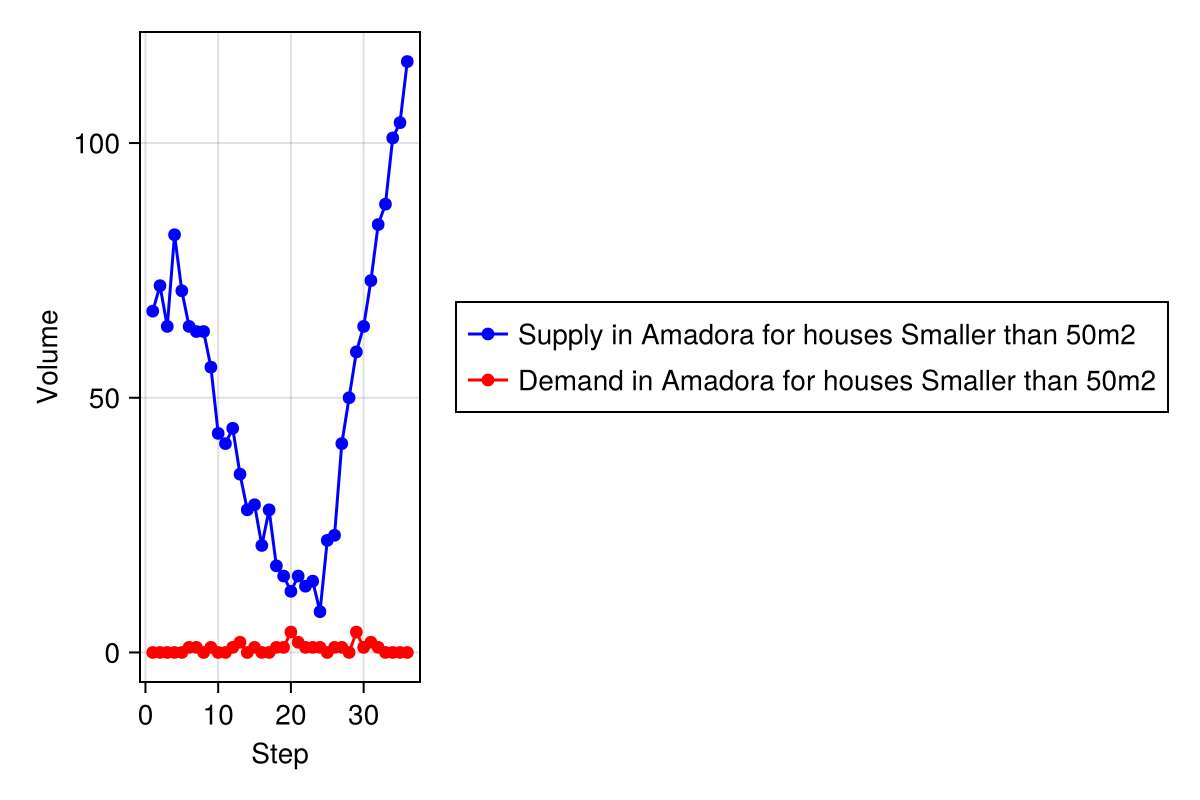 Volume
100
50
0
0 10 20 30
Step
Supply in Amadora for houses Smaller than 50m2
Demand in Amadora for houses Smaller than 50m2